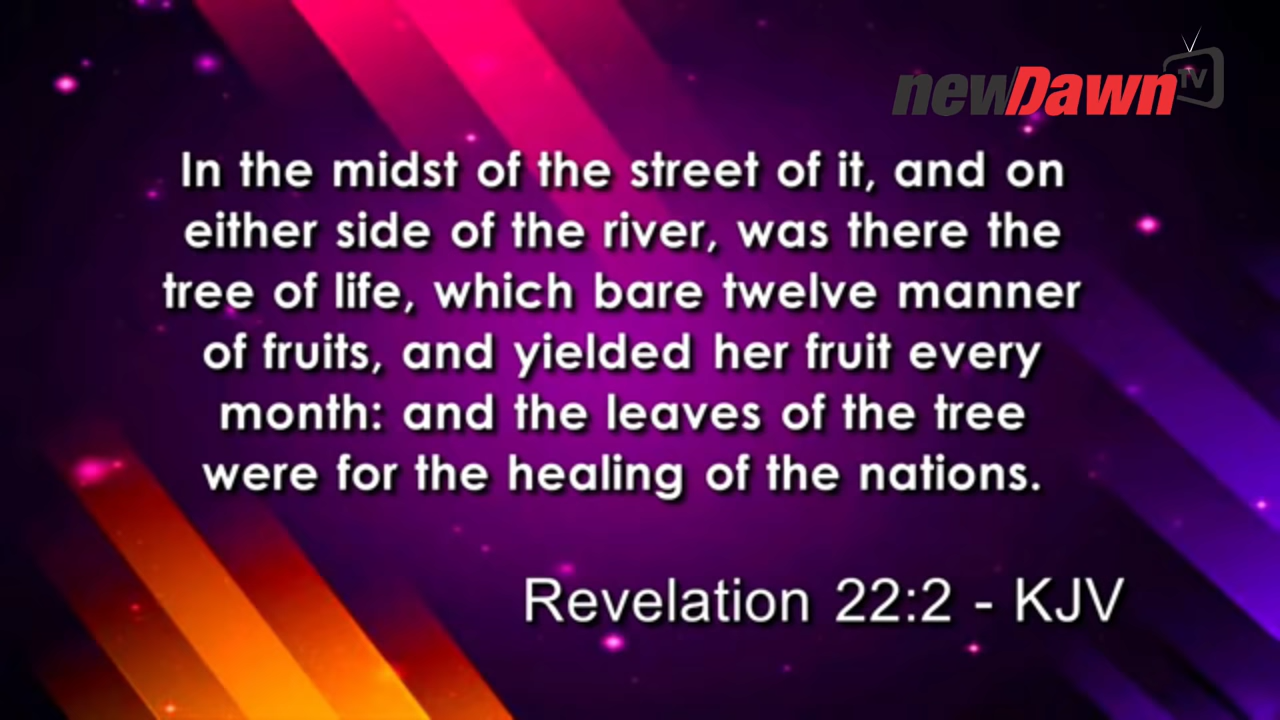 newDawn TV
In the midst of the street of it, and on
either side of the river, was there the
tree of life, which bare twelve manner
of fruits, and yielded her fruit every
month: and the leaves of the tree
were for the healing of the nations.
Revelation 22:2 - KJV